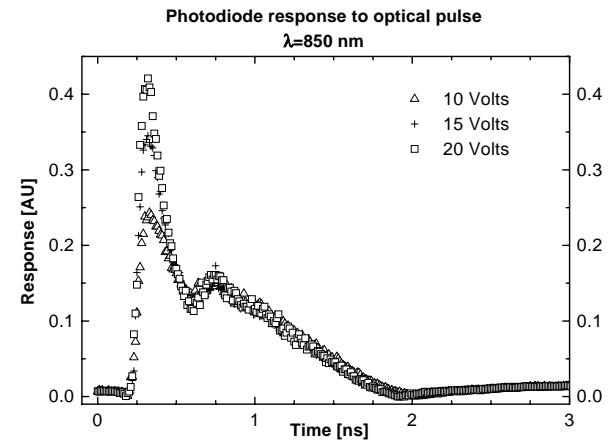 Photodiode response to optical pulse
λ=850 nm
0.4
0.3
0.2
0.1
0.0
Response [AU]
10 Volts
15 Volts
20 Volts
0.4
0.3
0.2
0.1
0.0
0
1
2
3
Time [ns]